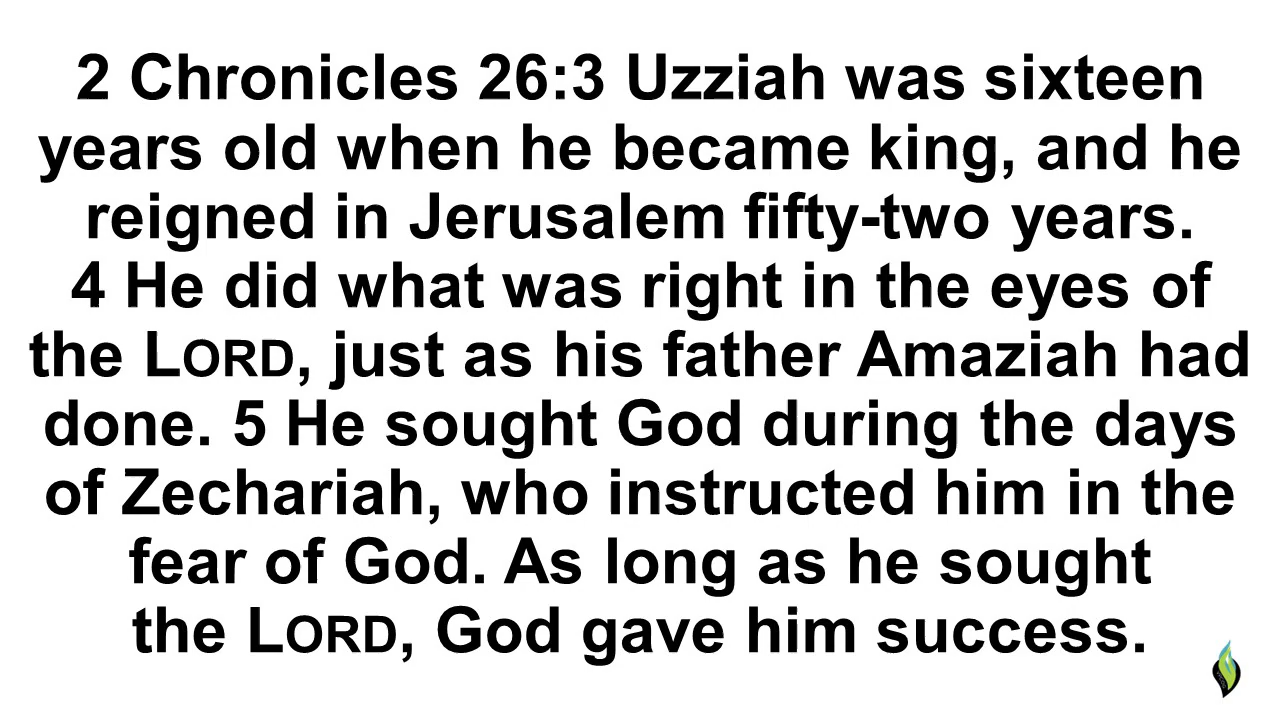 2 Chronicles 26:3 Uzziah was sixteen
years old when he became king, and he
reigned in Jerusalem fifty-two years.
4 He did what was right in the eyes of
the LORD, just as his father Amaziah had
done. 5 He sought God during the days
of Zechariah, who instructed him in the
fear of God. As long as he sought
the LORD, God gave him success.